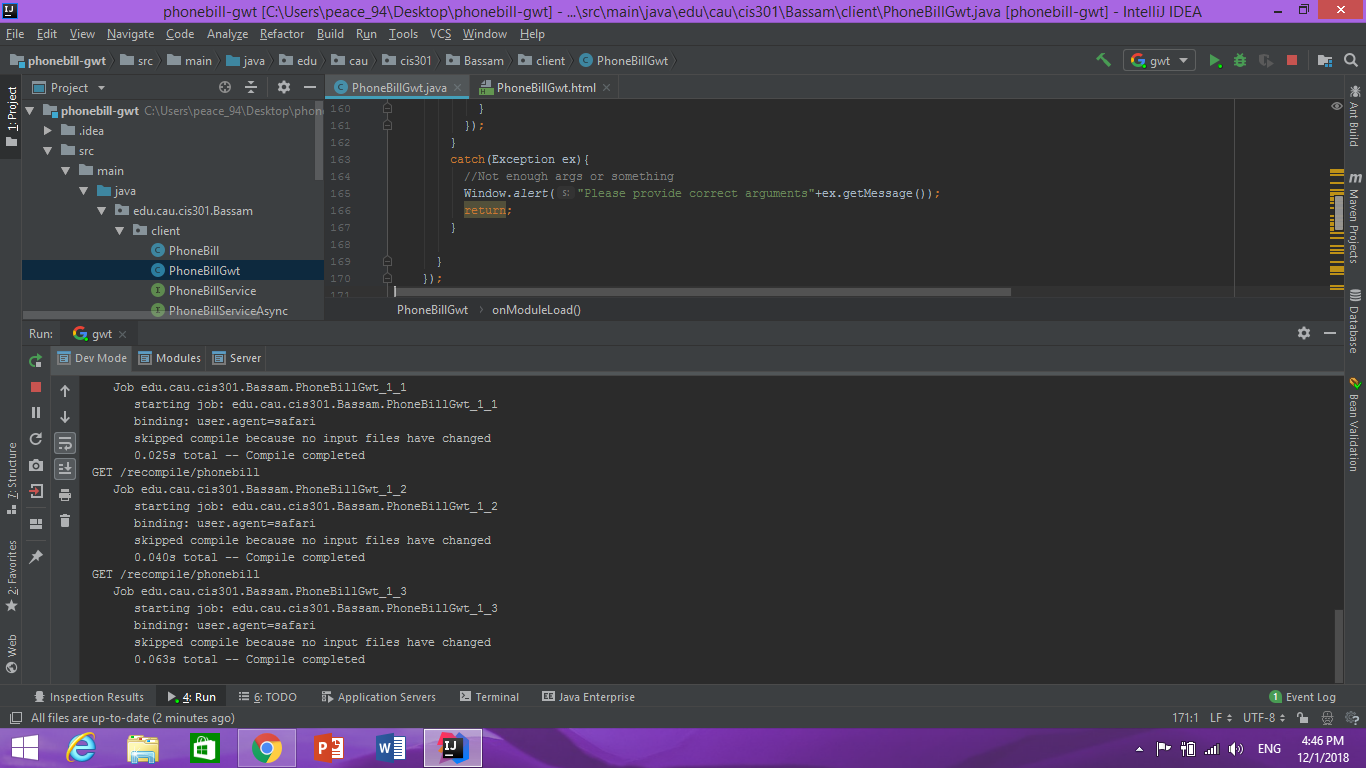 phonebill-gwt [C:\Users\peace_94\Desktop\phonebill-gwt] - ...\src\main\java\edu\cau\cis301\Bassam\client\PhoneBillGwt.java [phonebill-gwt] - IntelliJ IDEA
File Edit View Navigate Code Analyze Refactor Build Run Tools VCS Window Help
phonebill-gwt src main java edu cau cis301 Bassam client PhoneBillGwt gwt
1: Project
Project
PhoneBillGwt.java PhoneBillGwt.html
phonebill-gwt C:\Users\peace_94\Desktop\phon
.idea
src
main
java
edu.cau.cis301.Bassam
client
PhoneBill
PhoneBillGwt
PhoneBillService
PhoneBillServiceAsync
160 }
161 });
162 }
163 catch(Exception ex){
164 //Not enough args or something
165 Window.alert( s: "Please provide correct arguments"+ex.getMessage());
166 return;
167 }
168
169 }
170 });
171
PhoneBillGwt onModuleLoad()
Ant Build
Maven Projects
Database
Bean Validation
Run: gwt
Dev Mode Modules Server
Job edu.cau.cis301.Bassam.PhoneBillGwt_1_1
starting job: edu.cau.cis301.Bassam.PhoneBillGwt_1_1
binding: user.agent=safari
skipped compile because no input files have changed
0.025s total -- Compile completed
GET /recompile/phonebill
Job edu.cau.cis301.Bassam.PhoneBillGwt_1_2
starting job: edu.cau.cis301.Bassam.PhoneBillGwt_1_2
binding: user.agent=safari
skipped compile because no input files have changed
0.040s total -- Compile completed
GET /recompile/phonebill
Job edu.cau.cis301.Bassam.PhoneBillGwt_1_3
starting job: edu.cau.cis301.Bassam.PhoneBillGwt_1_3
binding: user.agent=safari
skipped compile because no input files have changed
0.063s total -- Compile completed
7: Structure
2: Favorites
Web
Inspection Results 4: Run 6: TODO Application Servers Terminal Java Enterprise 1 Event Log
All files are up-to-date (2 minutes ago) 171:1 LF UTF-8
ENG 4:46 PM
12/1/2018